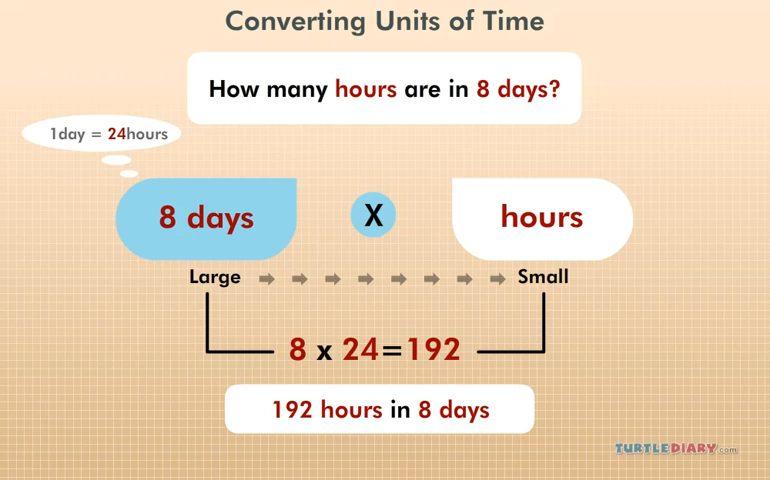 Converting Units of Time
How many hours are in 8 days?
1day = 24hours
8 days X hours
Large Small
8 x 24=192
192 hours in 8 days
TURTLEDIARY.com